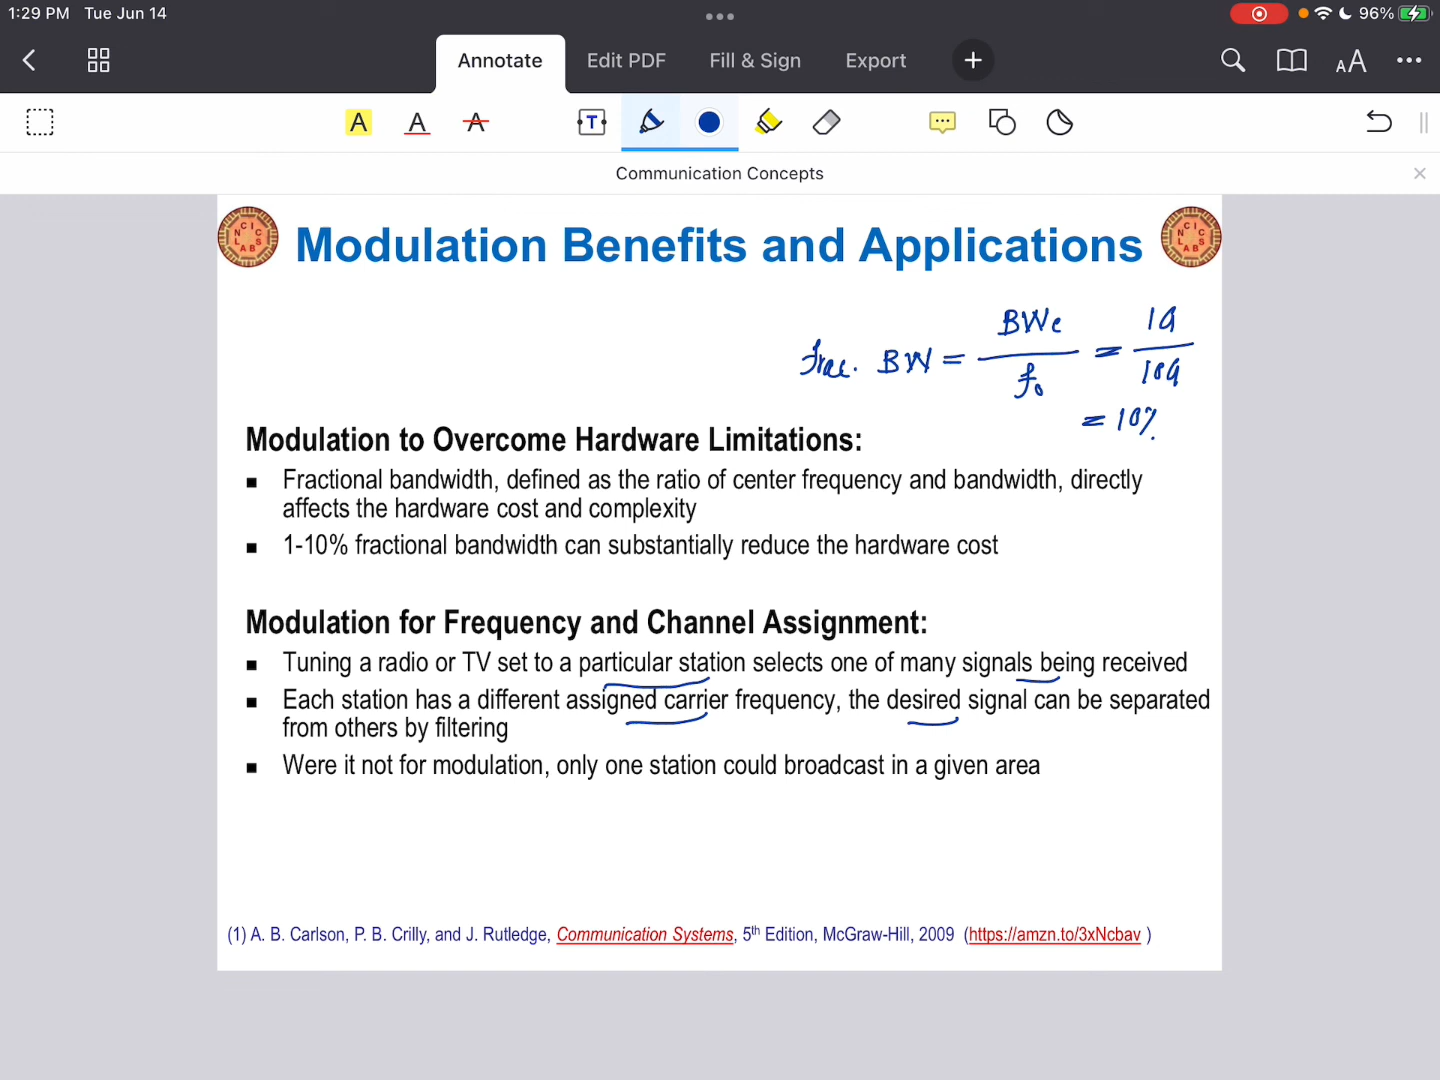 1:29 PM Tue Jun 14
96%
Annotate Edit PDF Fill & Sign Export
Communication Concepts
Modulation Benefits and Applications
Frac. BW = BWe / fo = 1G / 10G
= 10%
Modulation to Overcome Hardware Limitations:
Fractional bandwidth, defined as the ratio of center frequency and bandwidth, directly
affects the hardware cost and complexity
1-10% fractional bandwidth can substantially reduce the hardware cost
Modulation for Frequency and Channel Assignment:
Tuning a radio or TV set to a particular station selects one of many signals being received
Each station has a different assigned carrier frequency, the desired signal can be separated
from others by filtering
Were it not for modulation, only one station could broadcast in a given area
(1) A. B. Carlson, P. B. Crilly, and J. Rutledge, Communication Systems, 5th Edition, McGraw-Hill, 2009 (https://amzn.to/3xNcbav )